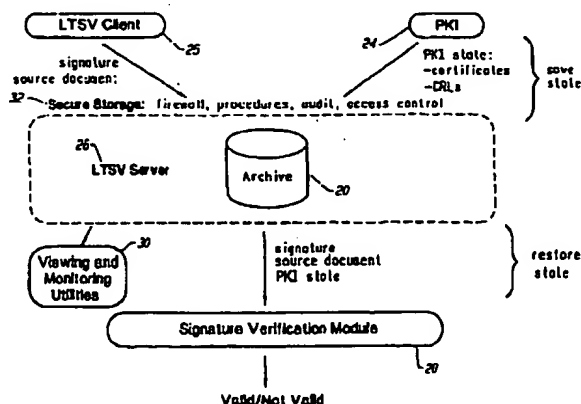 LTSV Client
PKI
25
24
signature
source document
PKI state:
-certificates
-CRLs
save
state
32
Secure Storage: firewall, procedures, audit, access control
26
LTSV Server
Archive
20
30
Viewing and
Monitoring
Utilities
signature
source document
PKI state
restore
state
Signature Verification Module
28
Valid/Not Valid